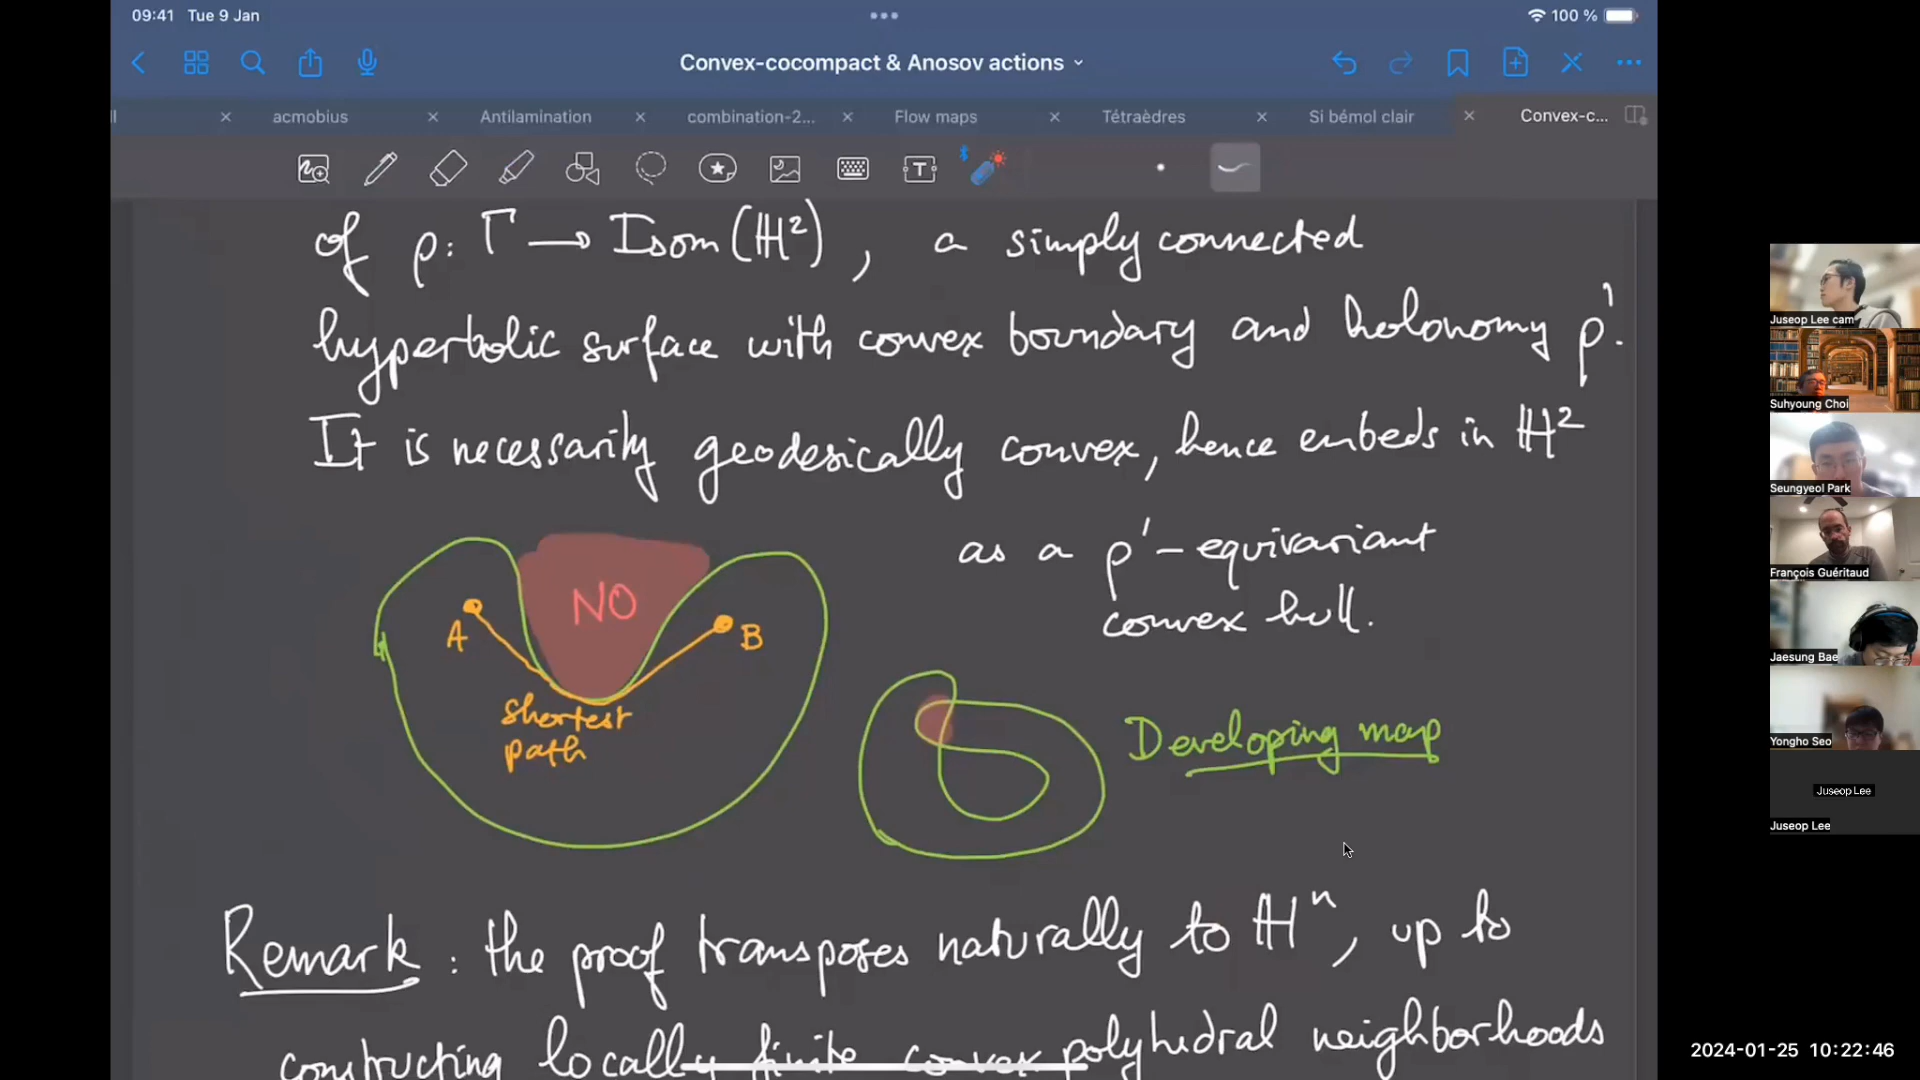 09:41 Tue 9 Jan
100 %
Convex-cocompact & Anosov actions
acmobius
Antilamination
combination-2...
Flow maps
Tétraèdres
Si bémol clair
Convex-c...
of ρ: Γ → Isom(ℍ²), a simply connected
hyperbolic surface with convex boundary and holonomy ρ'.
It is necessarily geodesically convex, hence embeds in ℍ²
as a ρ'-equivariant
convex hull.
NO
A
B
shortest
path
Developing map
Remark: the proof transposes naturally to ℍⁿ, up to
constructing locally finite convex polyhedral neighborhoods
Juseop Lee cam
Suhyoung Choi
Seungyeol Park
François Guéritaud
Jaesung Bae
Yongho Seo
Juseop Lee
Juseop Lee
2024-01-25 10:22:46